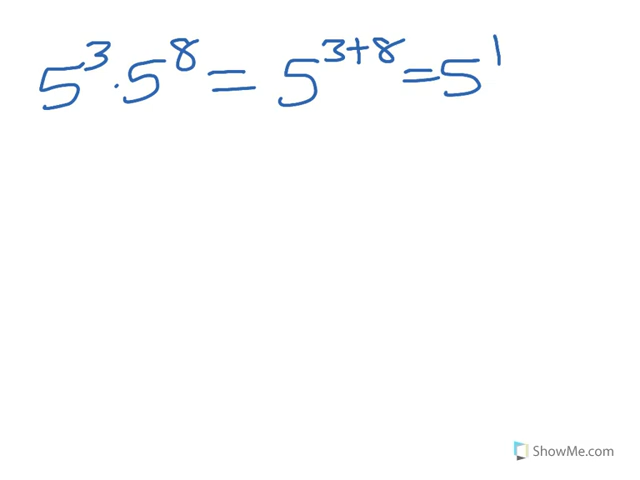 5³ · 5⁸ = 5³⁺⁸ = 5¹
ShowMe.com